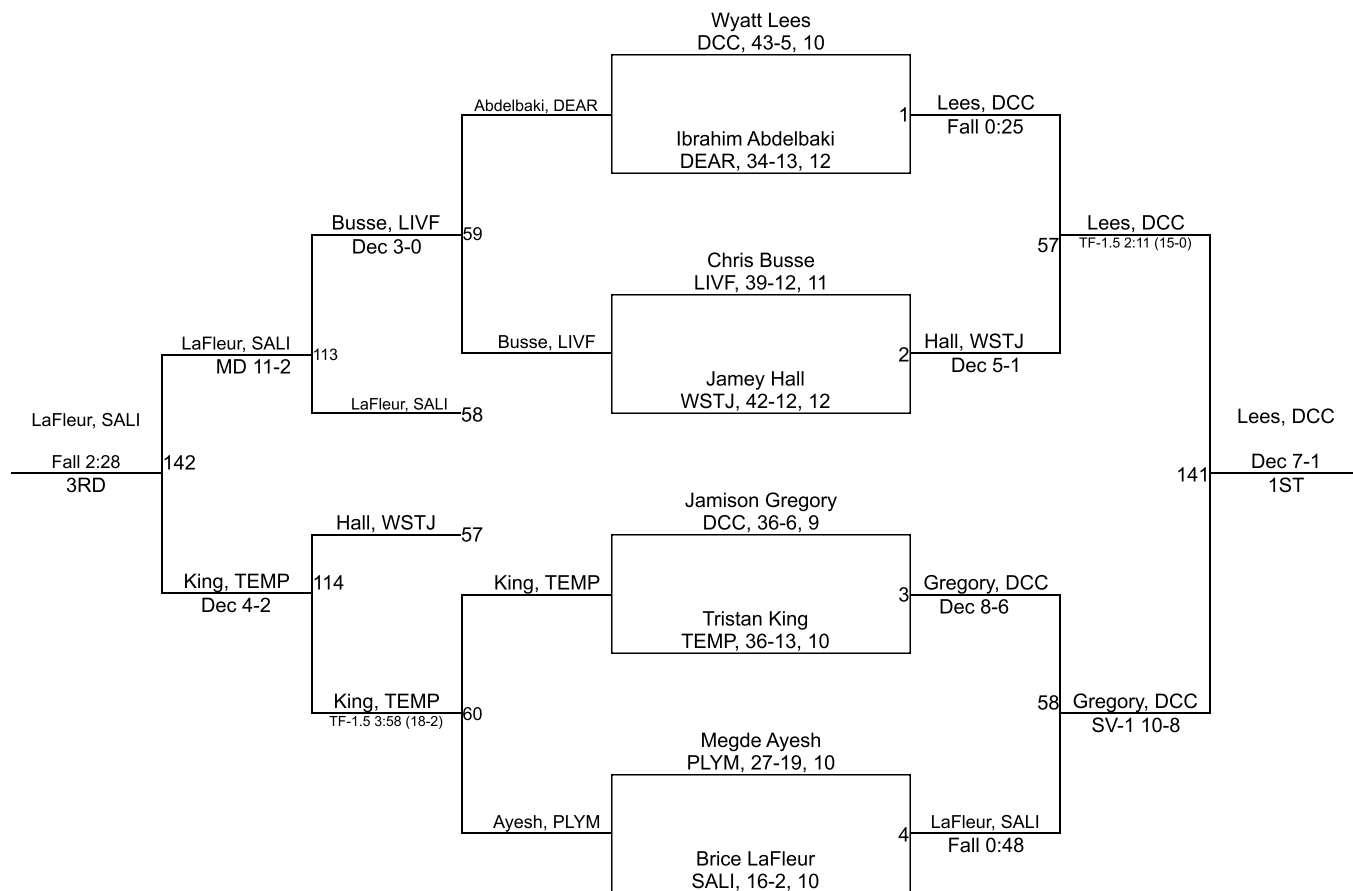 Wyatt Lees
DCC, 43-5, 10
Abdelbaki, DEAR
1
Lees, DCC
Fall 0:25
Ibrahim Abdelbaki
DEAR, 34-13, 12
Busse, LIVF
Dec 3-0
59
57
Lees, DCC
TF-1.5 2:11 (15-0)
Chris Busse
LIVF, 39-12, 11
LaFleur, SALI
MD 11-2
113
Busse, LIVF
2
Hall, WSTJ
Dec 5-1
Jamey Hall
WSTJ, 42-12, 12
LaFleur, SALI
58
LaFleur, SALI
Fall 2:28
3RD
142
Lees, DCC
141
Dec 7-1
1ST
Jamison Gregory
DCC, 36-6, 9
Hall, WSTJ
57
King, TEMP
Dec 4-2
114
King, TEMP
3
Gregory, DCC
Dec 8-6
Tristan King
TEMP, 36-13, 10
King, TEMP
TF-1.5 3:58 (18-2)
60
58
Gregory, DCC
SV-1 10-8
Megde Ayesh
PLYM, 27-19, 10
Ayesh, PLYM
4
LaFleur, SALI
Fall 0:48
Brice LaFleur
SALI, 16-2, 10